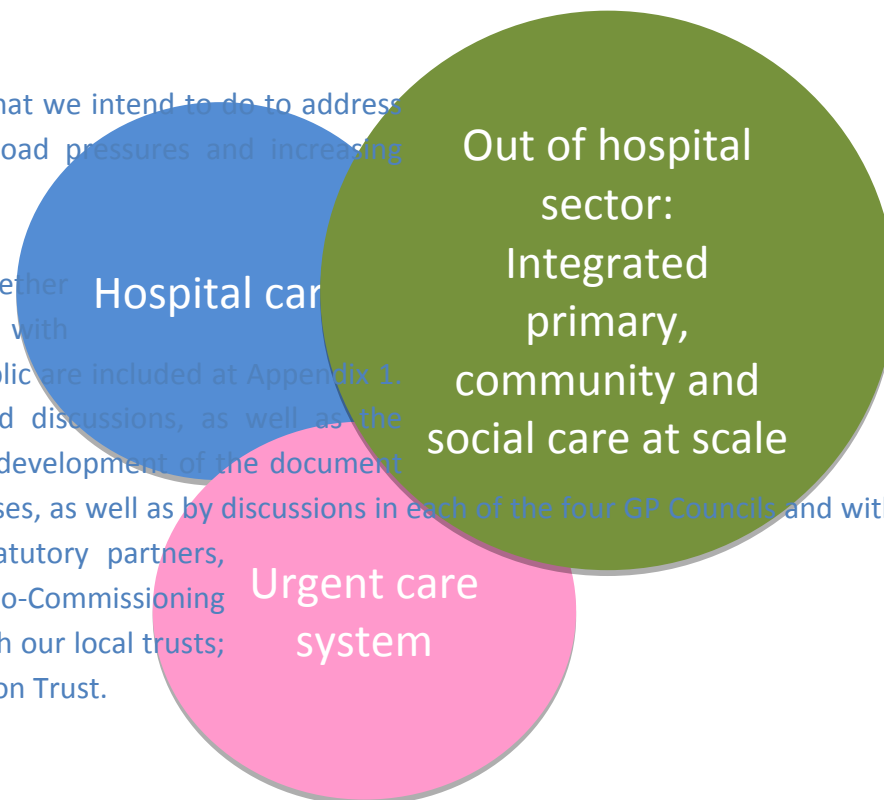 hat we intend to do to address
oad pressures and increasing
ether
with
olic are included at Appendix 1.
d discussions, as well as the
development of the document
ses, as well as by discussions in each of the four GP Councils and with
atutory partners,
o-Commissioning
h our local trusts;
on Trust.
Hospital car
Out of hospital
sector:
Integrated
primary,
community and
social care at scale
Urgent care
system